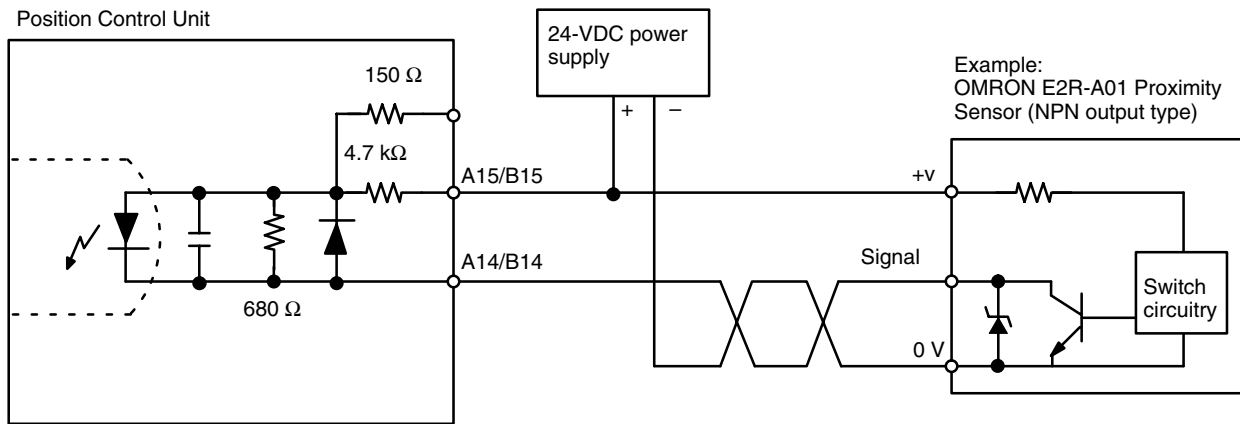 Position Control Unit
24-VDC power
supply
150 Ω
Example:
OMRON E2R-A01 Proximity
Sensor (NPN output type)
+
−
4.7 kΩ
A15/B15
+v
A14/B14
Signal
Switch
circuitry
680 Ω
0 V